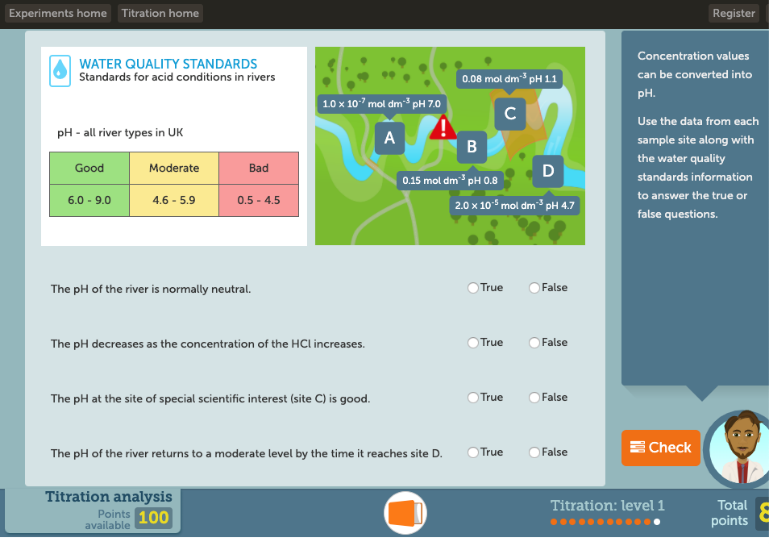 Experiments home Titration home Register
WATER QUALITY STANDARDS
Standards for acid conditions in rivers
pH - all river types in UK
Good Moderate Bad
6.0 - 9.0 4.6 - 5.9 0.5 - 4.5
0.08 mol dm⁻³ pH 1.1
1.0 x 10⁻⁷ mol dm⁻³ pH 7.0
C
A
B
0.15 mol dm⁻³ pH 0.8
D
2.0 x 10⁻⁵ mol dm⁻³ pH 4.7
Concentration values
can be converted into
pH.
Use the data from each
sample site along with
the water quality
standards information
to answer the true or
false questions.
The pH of the river is normally neutral. True False
The pH decreases as the concentration of the HCl increases. True False
The pH at the site of special scientific interest (site C) is good. True False
The pH of the river returns to a moderate level by the time it reaches site D. True False
Check
Titration analysis
Points
available 100
Titration: level 1
Total
points